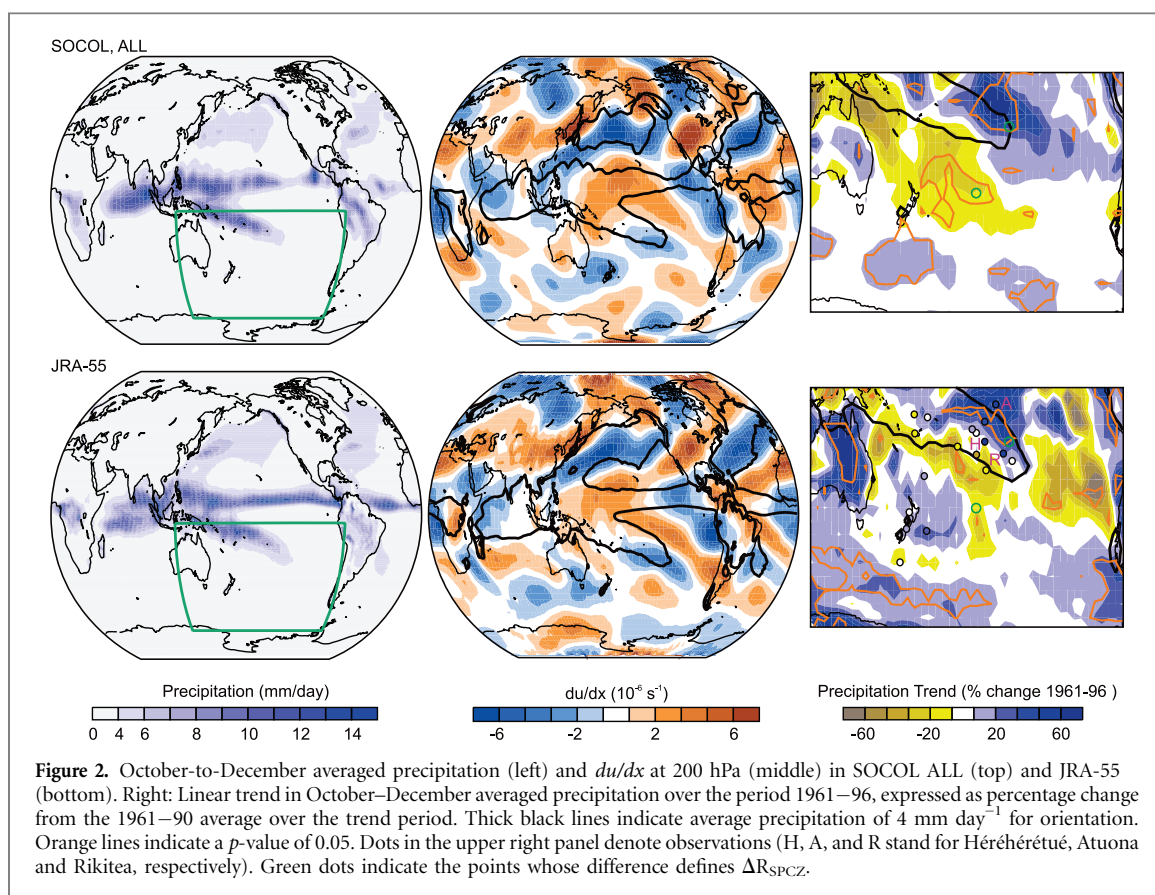 SOCOL, ALL
JRA-55
A
H
R
Precipitation (mm/day)
0 4 6 8 10 12 14
du/dx (10⁻⁶ s⁻¹)
-6 -2 2 6
Precipitation Trend (% change 1961-96 )
-60 -20 20 60
Figure 2. October-to-December averaged precipitation (left) and du/dx at 200 hPa (middle) in SOCOL ALL (top) and JRA-55
(bottom). Right: Linear trend in October–December averaged precipitation over the period 1961−96, expressed as percentage change
from the 1961−90 average over the trend period. Thick black lines indicate average precipitation of 4 mm day⁻¹ for orientation.
Orange lines indicate a p-value of 0.05. Dots in the upper right panel denote observations (H, A, and R stand for Héréhérétué, Atuona
and Rikitea, respectively). Green dots indicate the points whose difference defines ΔR_SPCZ.